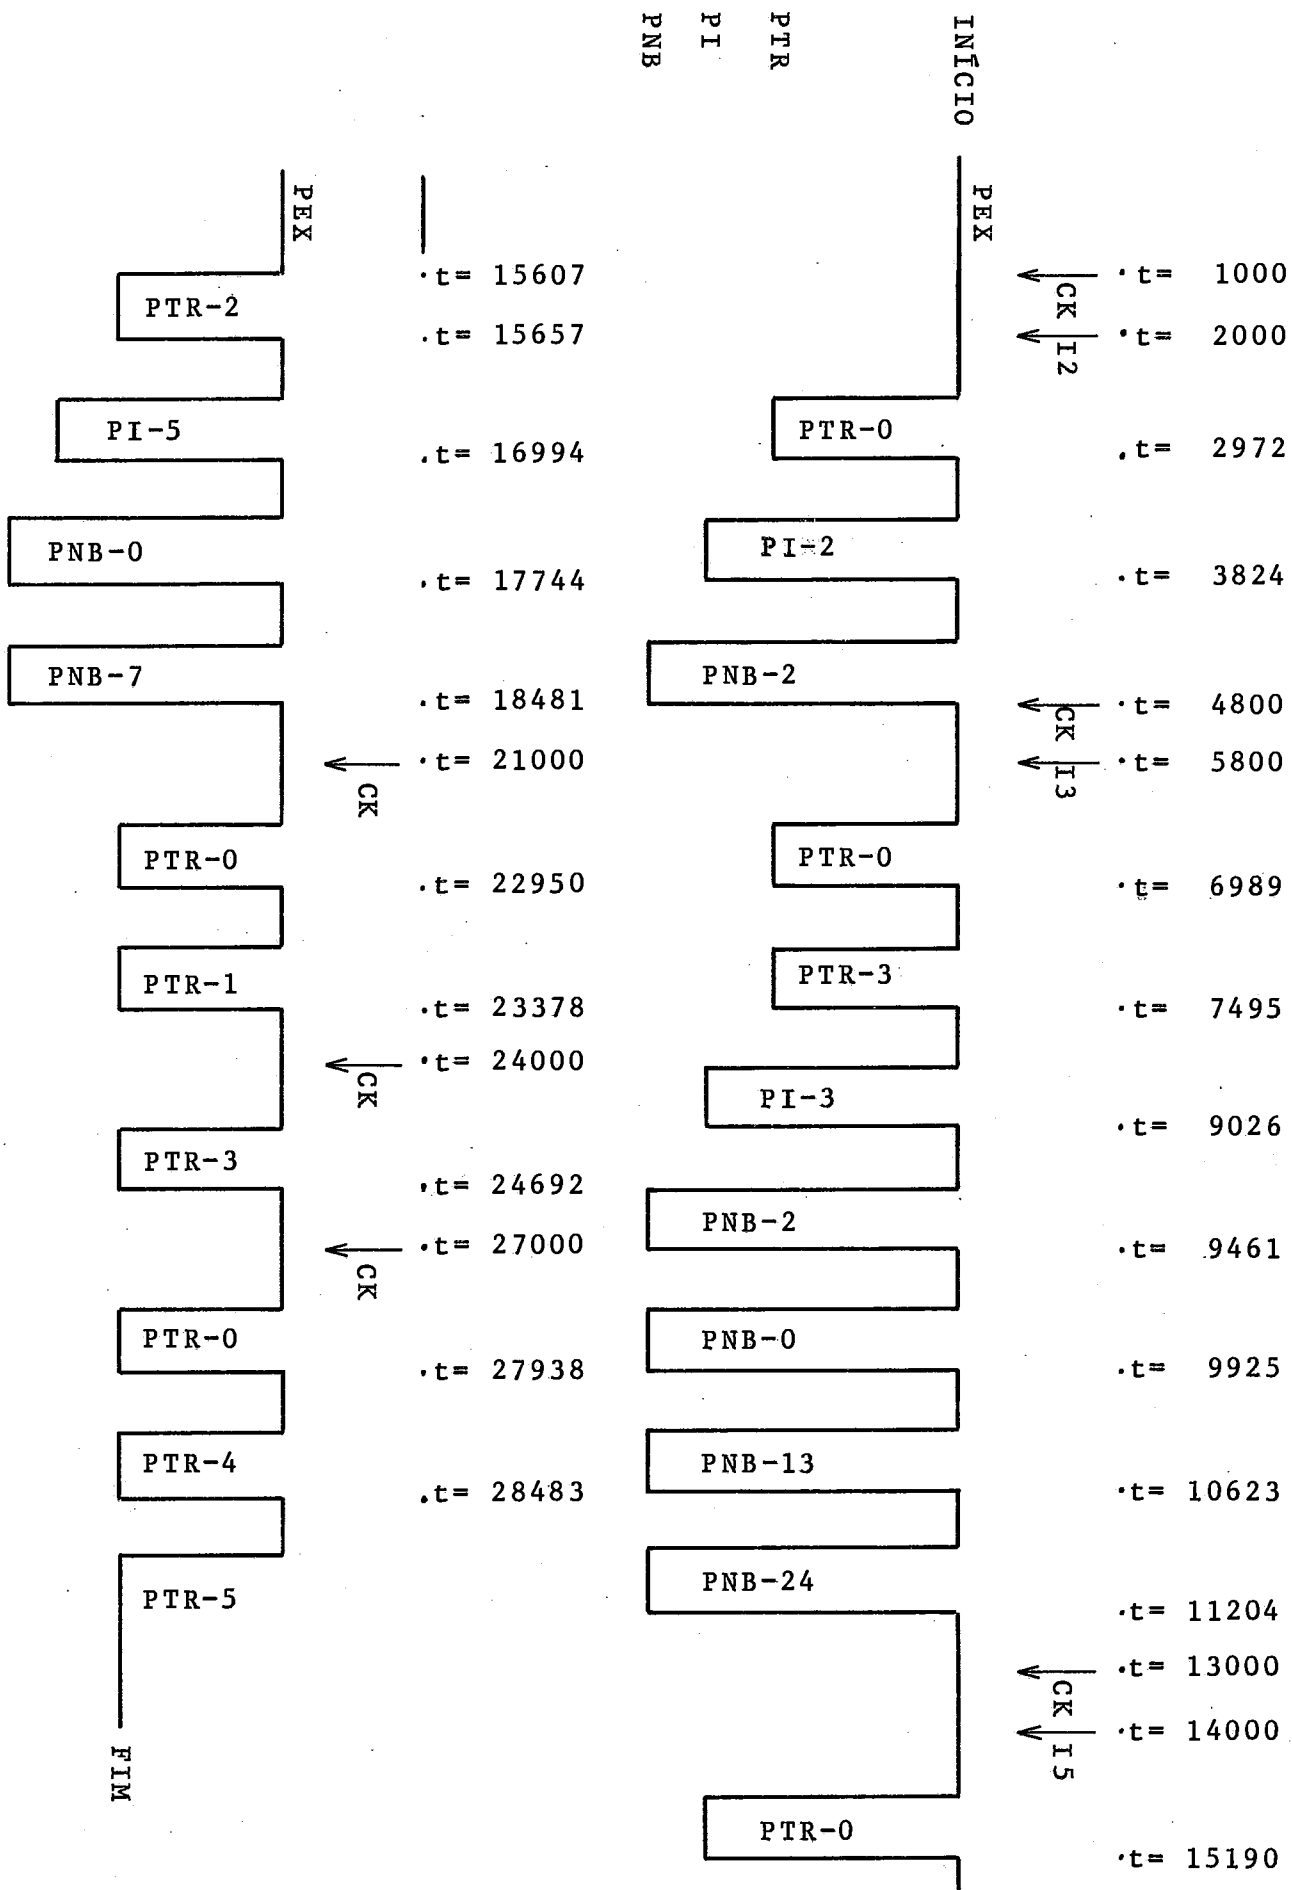 INÍCIO
PTR
PI
PNB
PEX
·t= 1000
CK
·t= 2000
I2
PTR-0
.t= 2972
PI-2
·t= 3824
PNB-2
·t= 4800
CK
·t= 5800
I3
PTR-0
·t= 6989
PTR-3
·t= 7495
PI-3
·t= 9026
PNB-2
·t= 9461
PNB-0
·t= 9925
PNB-13
·t= 10623
PNB-24
·t= 11204
·t= 13000
CK
·t= 14000
I5
PTR-0
·t= 15190
PEX
·t= 15607
PTR-2
.t= 15657
PI-5
.t= 16994
PNB-0
.t= 17744
PNB-7
.t= 18481
·t= 21000
CK
PTR-0
.t= 22950
PTR-1
.t= 23378
·t= 24000
CK
PTR-3
.t= 24692
·t= 27000
CK
PTR-0
.t= 27938
PTR-4
.t= 28483
PTR-5
FIM